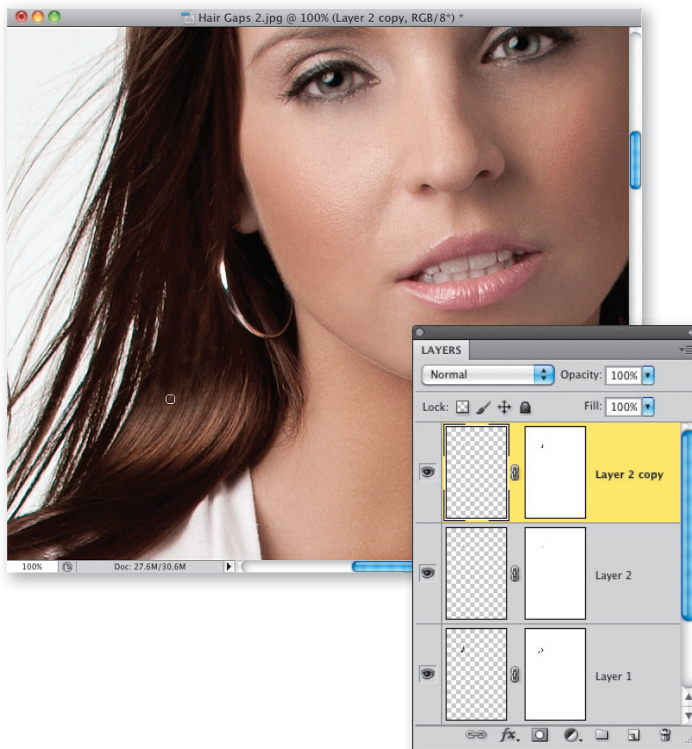 Hair Gaps 2.jpg @ 100% (Layer 2 copy, RGB/8*) *
LAYERS
Normal Opacity: 100%
Lock: Fill: 100%
Layer 2 copy
Layer 2
Layer 1
100% Doc: 27.6M/30.6M
fx.